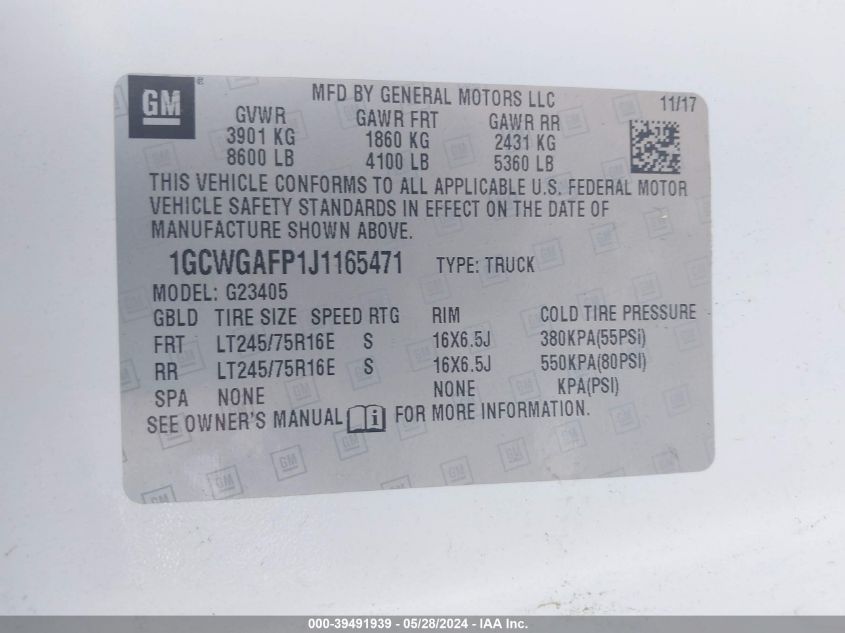 GM ®
MFD BY GENERAL MOTORS LLC 11/17
GVWR GAWR FRT GAWR RR
3901 KG 1860 KG 2431 KG
8600 LB 4100 LB 5360 LB
THIS VEHICLE CONFORMS TO ALL APPLICABLE U.S. FEDERAL MOTOR
VEHICLE SAFETY STANDARDS IN EFFECT ON THE DATE OF
MANUFACTURE SHOWN ABOVE.
1GCWGAFP1J1165471 TYPE: TRUCK
MODEL: G23405
GBLD TIRE SIZE SPEED RTG RIM COLD TIRE PRESSURE
FRT LT245/75R16E S 16X6.5J 380KPA(55PSI)
RR LT245/75R16E S 16X6.5J 550KPA(80PSI)
SPA NONE NONE KPA(PSI)
SEE OWNER'S MANUAL i FOR MORE INFORMATION.
000-39491939 - 05/28/2024 - IAA Inc.